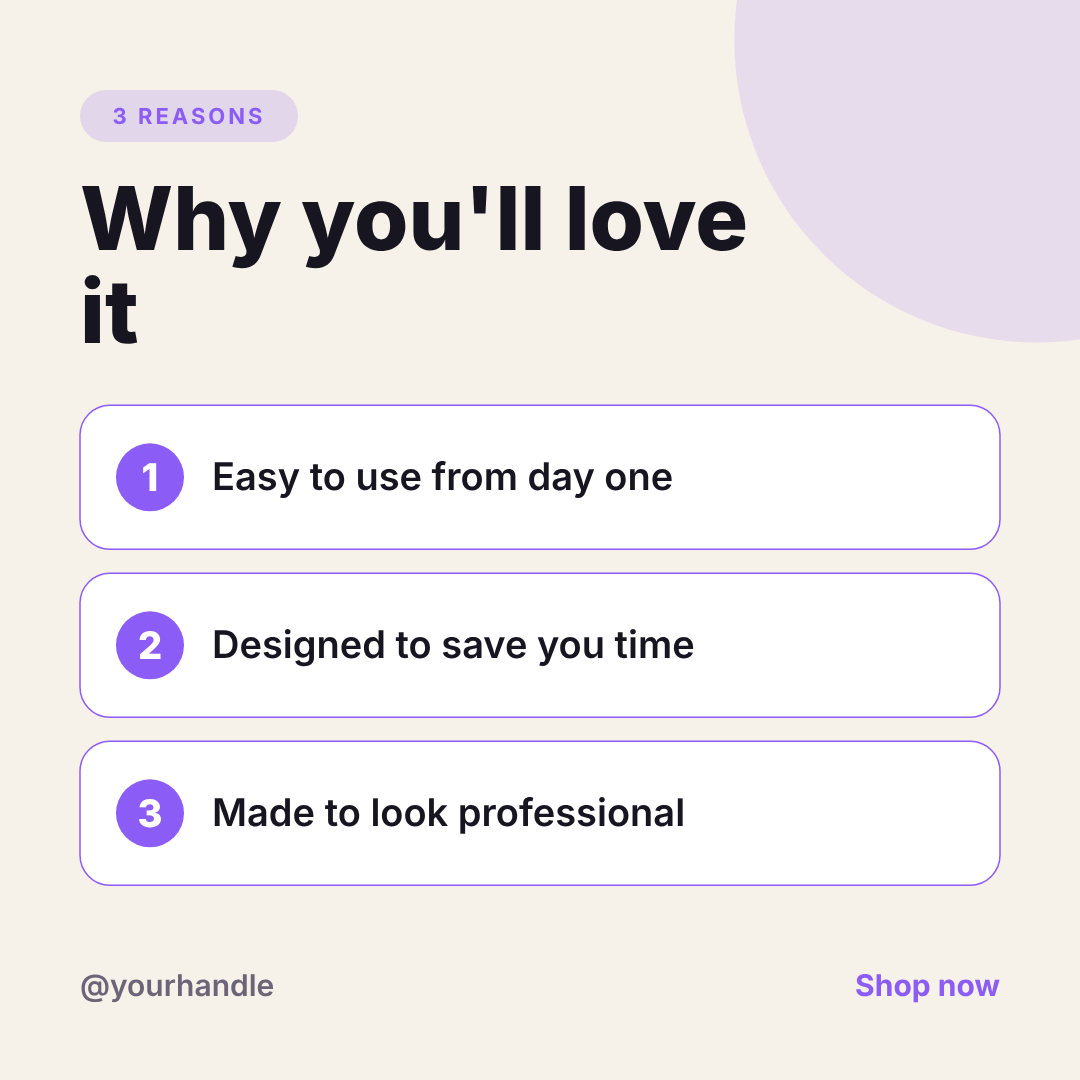 3 REASONS
Why you'll love
it
1 Easy to use from day one
2 Designed to save you time
3 Made to look professional
@yourhandle
Shop now